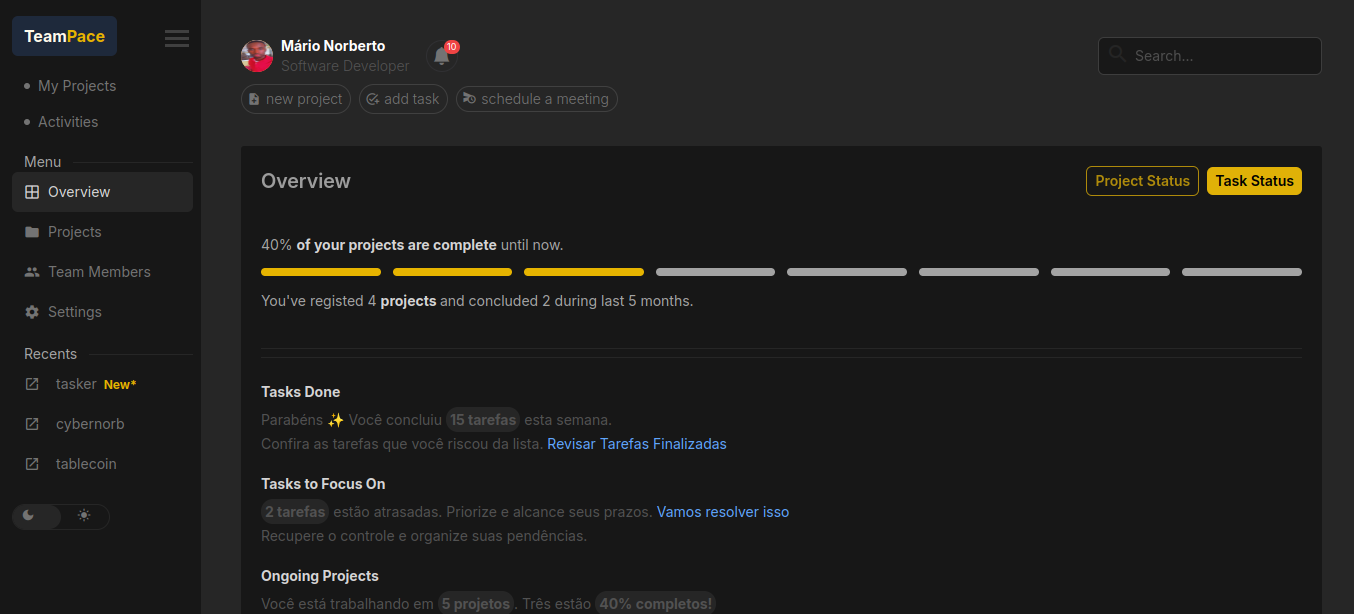 TeamPace
My Projects
Activities
Menu
Overview
Projects
Team Members
Settings
Recents
tasker New*
cybernorb
tablecoin
Mário Norberto
Software Developer
10
new project
add task
schedule a meeting
Search...
Overview
Project Status
Task Status
40% of your projects are complete until now.
You've registed 4 projects and concluded 2 during last 5 months.
Tasks Done
Parabéns ✨ Você concluiu 15 tarefas esta semana.
Confira as tarefas que você riscou da lista. Revisar Tarefas Finalizadas
Tasks to Focus On
2 tarefas estão atrasadas. Priorize e alcance seus prazos. Vamos resolver isso
Recupere o controle e organize suas pendências.
Ongoing Projects
Você está trabalhando em 5 projetos. Três estão 40% completos!